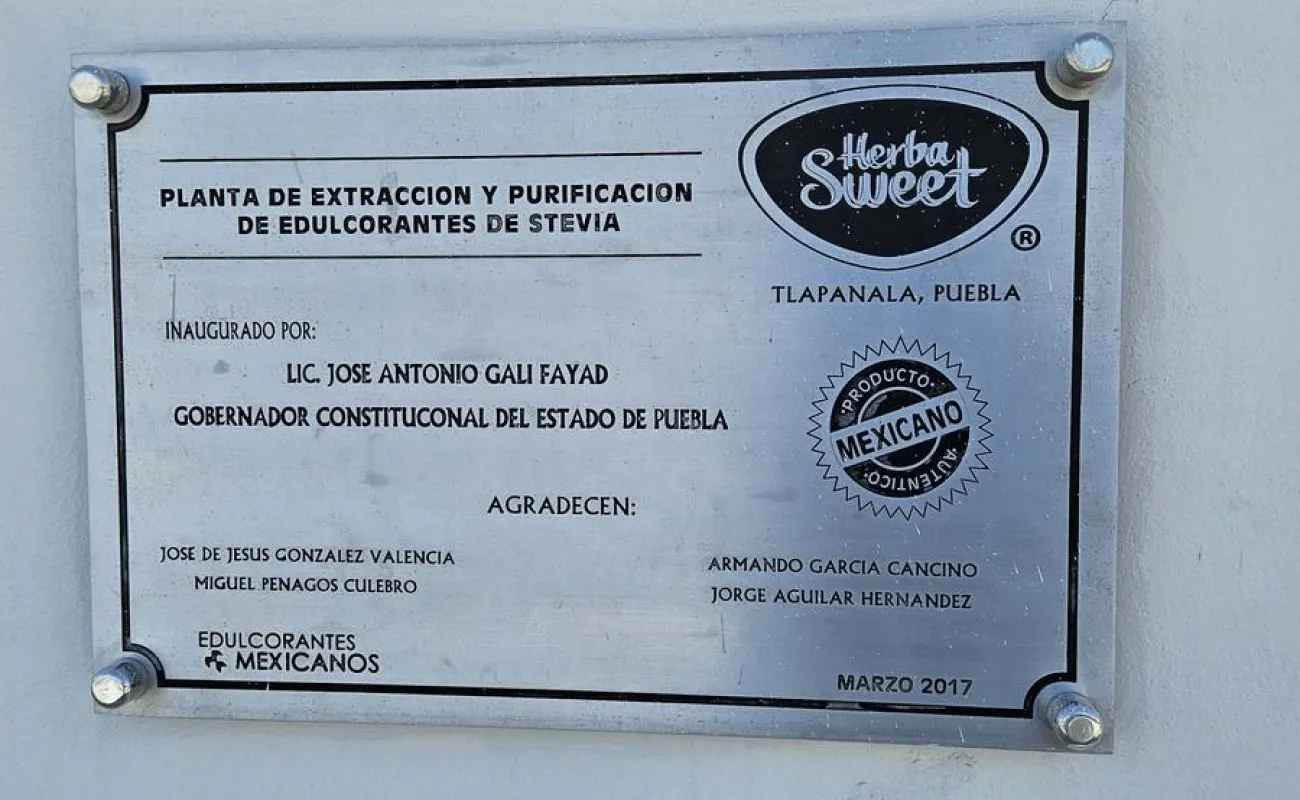 PLANTA DE EXTRACCION Y PURIFICACION
DE EDULCORANTES DE STEVIA
Herba
Sweet
®
TLAPANALA, PUEBLA
INAUGURADO POR:
LIC. JOSE ANTONIO GALI FAYAD
GOBERNADOR CONSTITUCONAL DEL ESTADO DE PUEBLA
PRODUCTO
MEXICANO
AUTÉNTICO
AGRADECEN:
JOSE DE JESUS GONZALEZ VALENCIA
MIGUEL PENAGOS CULEBRO
ARMANDO GARCIA CANCINO
JORGE AGUILAR HERNANDEZ
EDULCORANTES
MEXICANOS
MARZO 2017